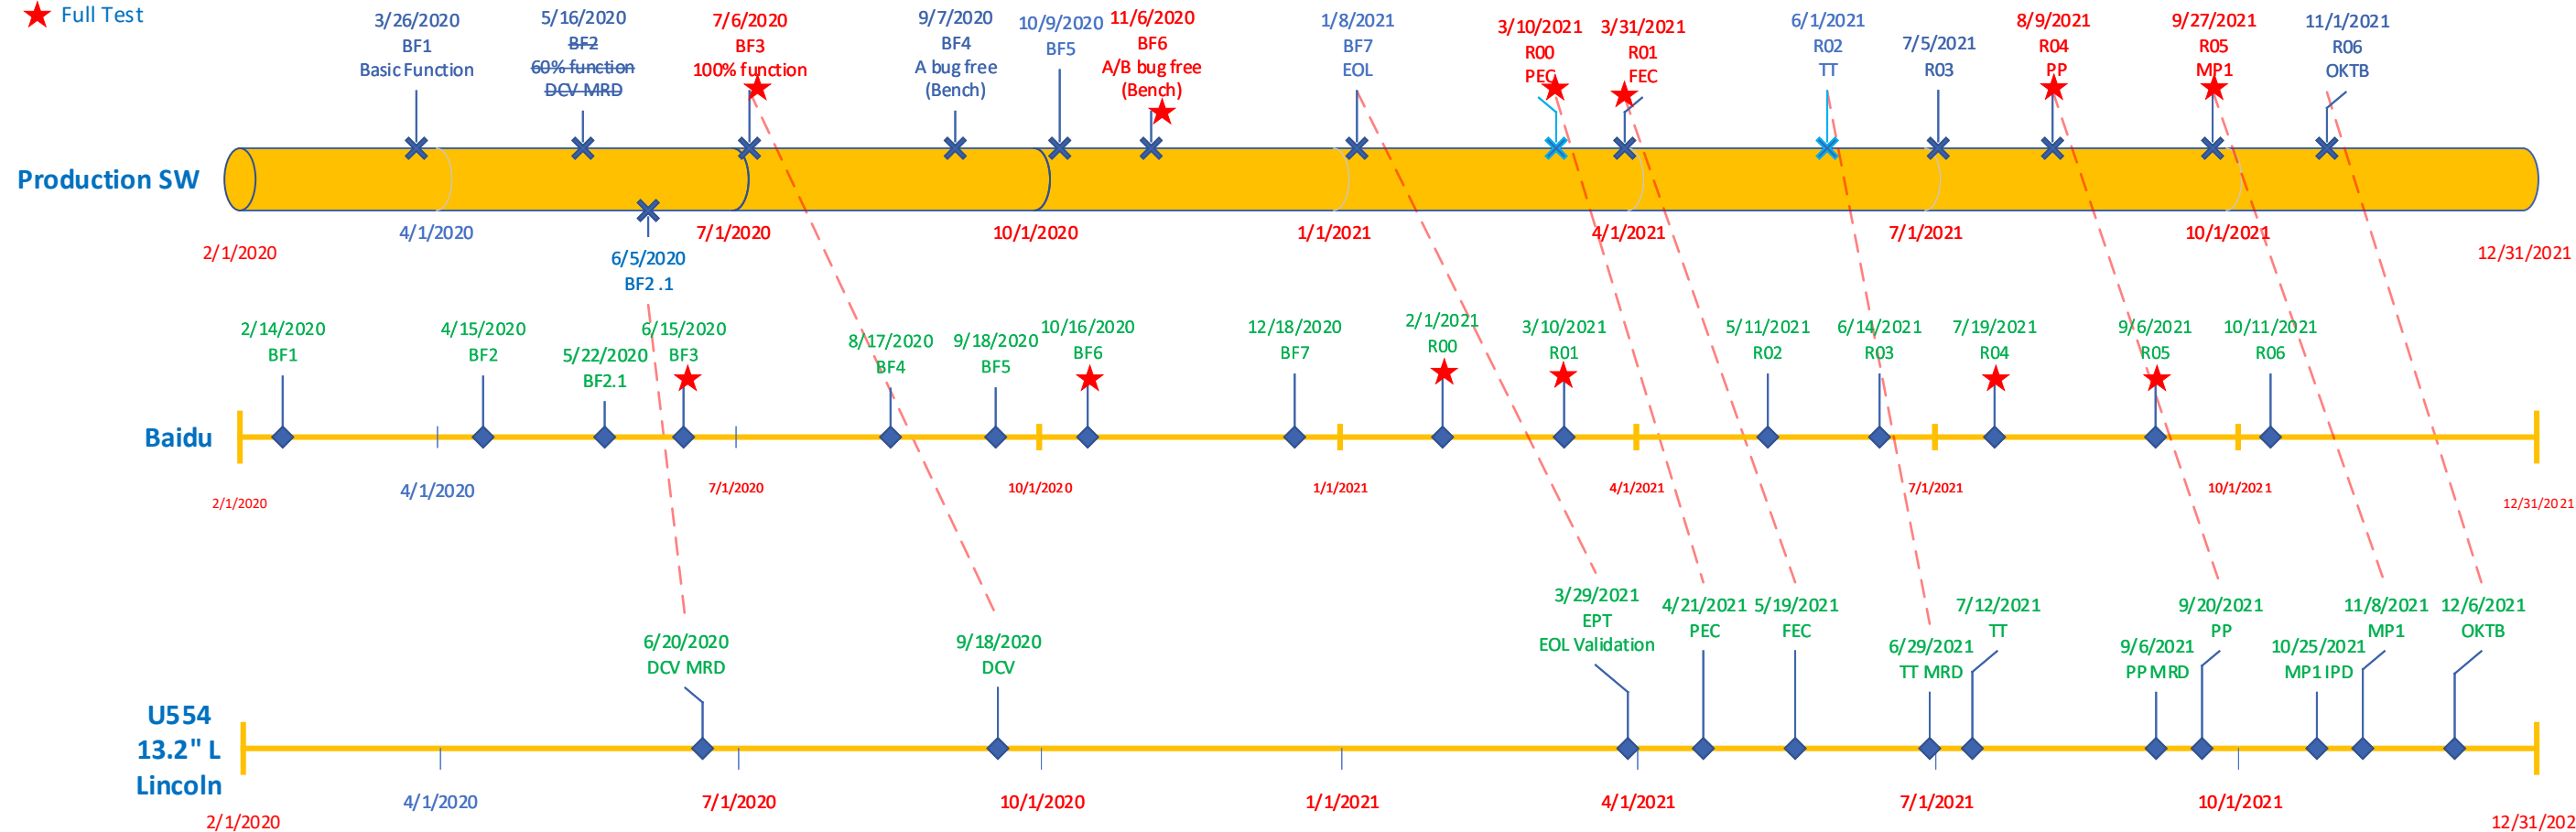 Full Test
3/26/2020
BF1
Basic Function
5/16/2020
BF2
60% function
DCV MRD
7/6/2020
BF3
100% function
9/7/2020
BF4
A bug free
(Bench)
10/9/2020
BF5
11/6/2020
BF6
A/B bug free
(Bench)
1/8/2021
BF7
EOL
3/10/2021
R00
PEC
3/31/2021
R01
FEC
6/1/2021
R02
TT
7/5/2021
R03
8/9/2021
R04
PP
9/27/2021
R05
MP1
11/1/2021
R06
OKTB
Production SW
2/1/2020
4/1/2020
7/1/2020
10/1/2020
1/1/2021
4/1/2021
7/1/2021
10/1/2021
12/31/2021
6/5/2020
BF2 .1
2/14/2020
BF1
4/15/2020
BF2
5/22/2020
BF2.1
6/15/2020
BF3
8/17/2020
BF4
9/18/2020
BF5
10/16/2020
BF6
12/18/2020
BF7
2/1/2021
R00
3/10/2021
R01
5/11/2021
R02
6/14/2021
R03
7/19/2021
R04
9/6/2021
R05
10/11/2021
R06
Baidu
2/1/2020
4/1/2020
7/1/2020
10/1/2020
1/1/2021
4/1/2021
7/1/2021
10/1/2021
12/31/2021
6/20/2020
DCV MRD
9/18/2020
DCV
3/29/2021
EPT
EOL Validation
4/21/2021
PEC
5/19/2021
FEC
6/29/2021
TT MRD
7/12/2021
TT
9/6/2021
PP MRD
9/20/2021
PP
10/25/2021
MP1 IPD
11/8/2021
MP1
12/6/2021
OKTB
U554
13.2" L
Lincoln
2/1/2020
4/1/2020
7/1/2020
10/1/2020
1/1/2021
4/1/2021
7/1/2021
10/1/2021
12/31/202